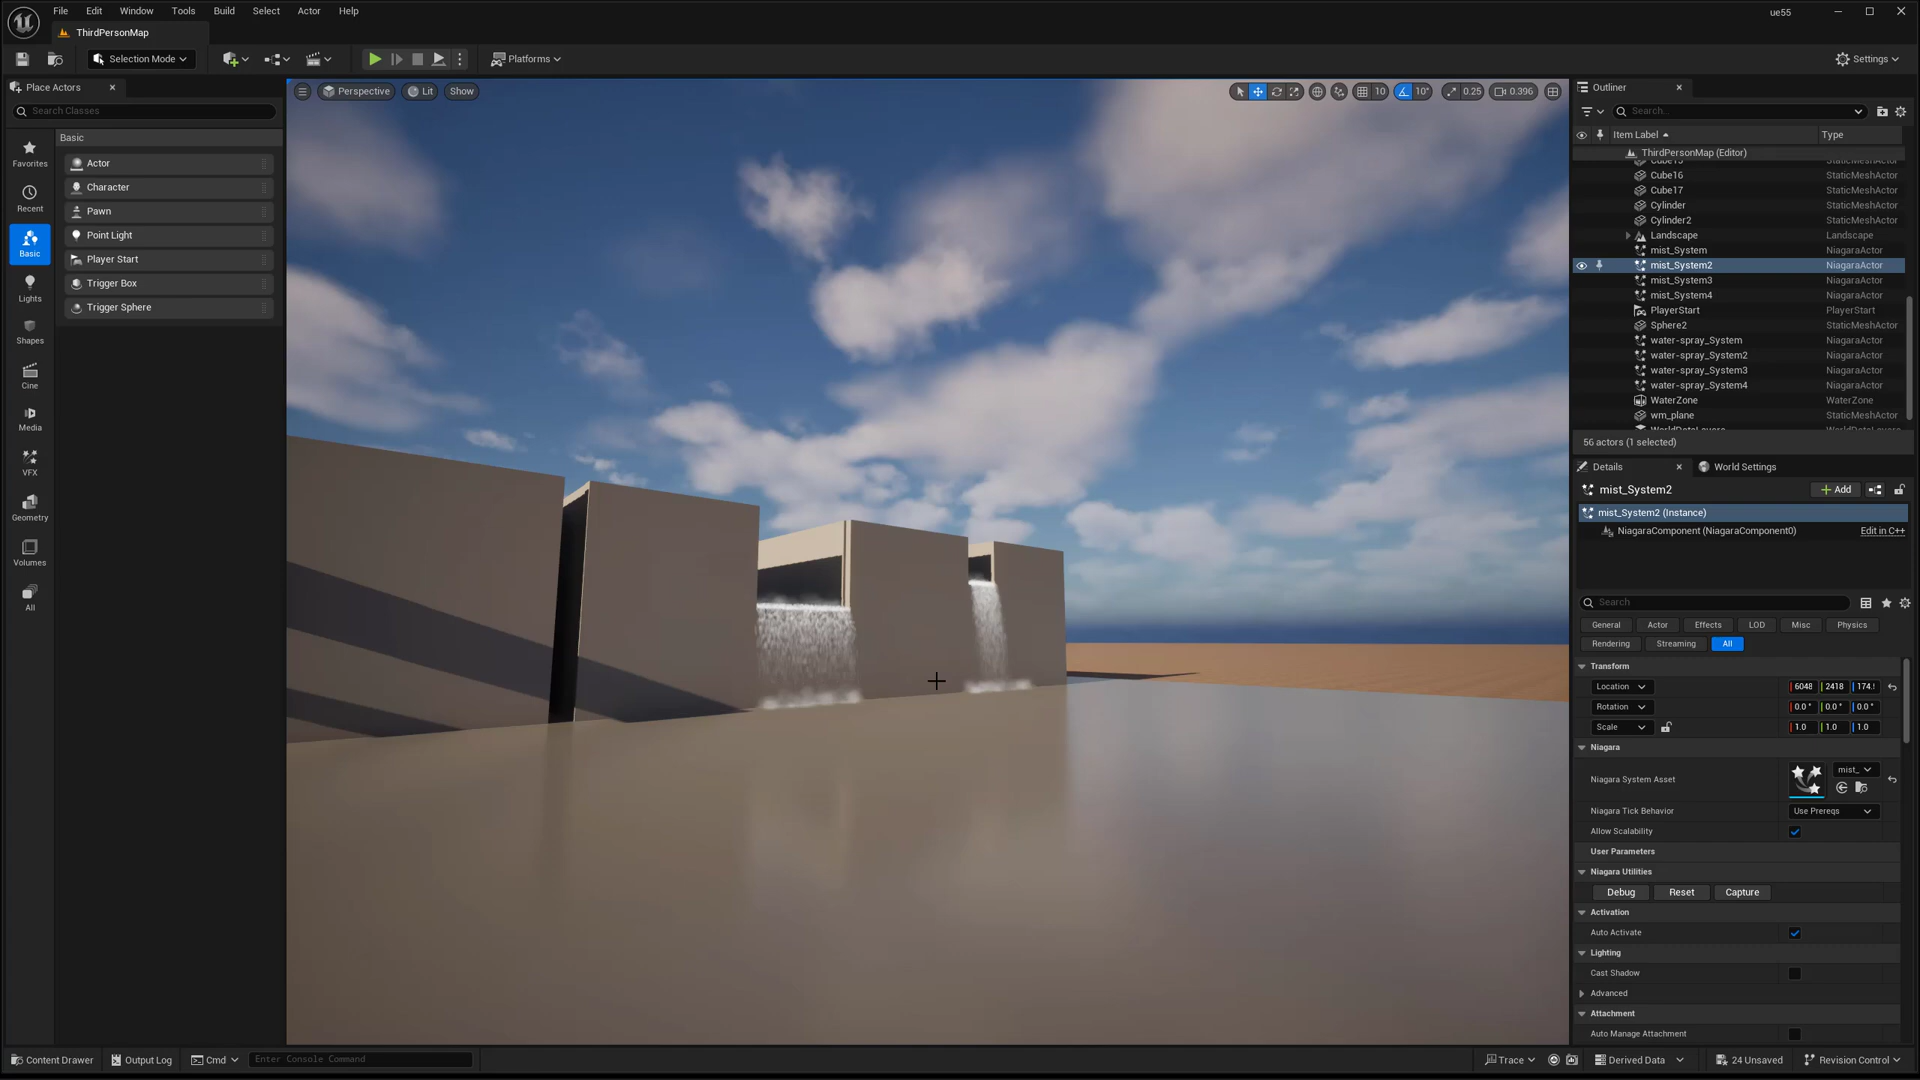 File Edit Window Tools Build Select Actor Help
ue55
ThirdPersonMap
Selection Mode
Platforms
Settings
Place Actors
Search Classes
Favorites
Recent
Basic
Lights
Shapes
Cine
Media
VFX
Geometry
Volumes
All
Basic
Actor
Character
Pawn
Point Light
Player Start
Trigger Box
Trigger Sphere
Perspective Lit Show
10 10° 0.25 0.396
Outliner
Search...
Item Label Type
ThirdPersonMap (Editor)
Cube16 StaticMeshActor
Cube17 StaticMeshActor
Cylinder StaticMeshActor
Cylinder2 StaticMeshActor
Landscape Landscape
mist_System NiagaraActor
mist_System2 NiagaraActor
mist_System3 NiagaraActor
mist_System4 NiagaraActor
PlayerStart PlayerStart
Sphere2 StaticMeshActor
water-spray_System NiagaraActor
water-spray_System2 NiagaraActor
water-spray_System3 NiagaraActor
water-spray_System4 NiagaraActor
WaterZone WaterZone
wm_plane StaticMeshActor
56 actors (1 selected)
Details World Settings
mist_System2 Add
mist_System2 (Instance)
NiagaraComponent (NiagaraComponent0) Edit in C++
Search
General Actor Effects LOD Misc Physics
Rendering Streaming All
Transform
Location 6048 2418
Rotation 0.0° 0.0° 0.0°
Scale 1.0 1.0 1.0
Niagara
Niagara System Asset mist_
Niagara Tick Behavior Use Prereqs
Allow Scalability
User Parameters
Niagara Utilities
Debug Reset Capture
Activation
Auto Activate
Lighting
Cast Shadow
Advanced
Attachment
Auto Manage Attachment
Content Drawer Output Log Cmd Enter Console Command
Trace Derived Data 24 Unsaved Revision Control